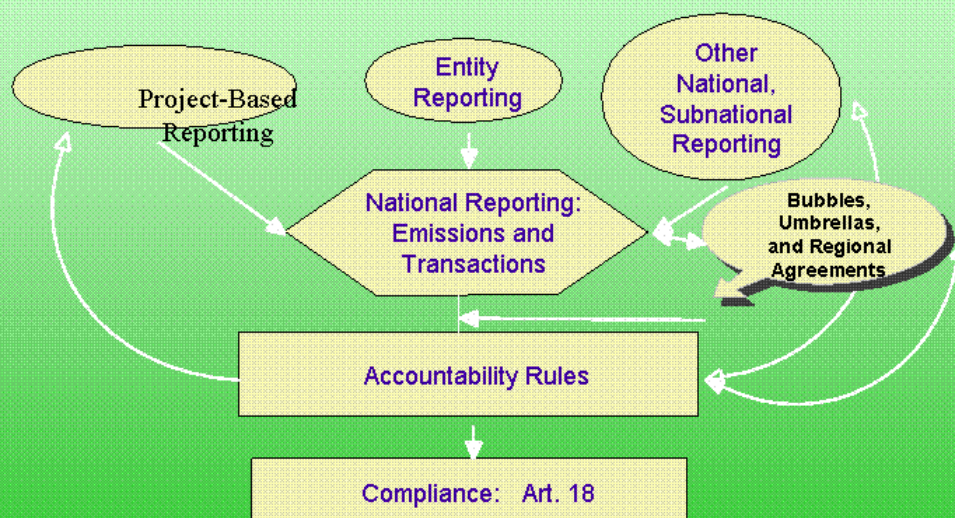 Project-Based
Reporting
Entity
Reporting
Other
National,
Subnational
Reporting
National Reporting:
Emissions and
Transactions
Bubbles,
Umbrellas,
and Regional
Agreements
Accountability Rules
Compliance: Art. 18